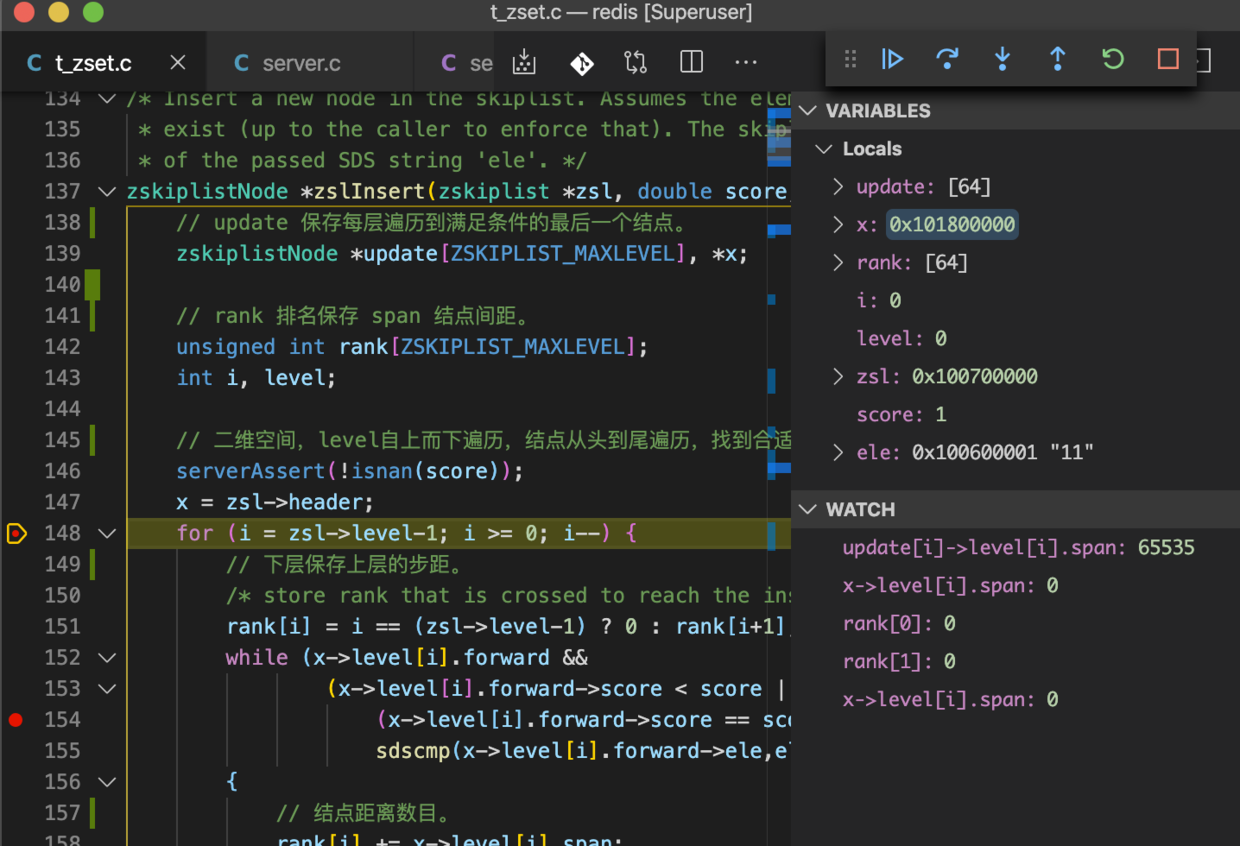 t_zset.c — redis [Superuser]
t_zset.c
server.c
se
134 /* Insert a new node in the skiplist. Assumes the ele
135 * exist (up to the caller to enforce that). The skip
136 * of the passed SDS string 'ele'. */
137 zskiplistNode *zslInsert(zskiplist *zsl, double score
138 // update 保存每层遍历到满足条件的最后一个结点。
139 zskiplistNode *update[ZSKIPLIST_MAXLEVEL], *x;
140
141 // rank 排名保存 span 结点间距。
142 unsigned int rank[ZSKIPLIST_MAXLEVEL];
143 int i, level;
144
145 // 二维空间，level自上而下遍历，结点从头到尾遍历，找到合适
146 serverAssert(!isnan(score));
147 x = zsl->header;
148 for (i = zsl->level-1; i >= 0; i--) {
149 // 下层保存上层的步距。
150 /* store rank that is crossed to reach the ins
151 rank[i] = i == (zsl->level-1) ? 0 : rank[i+1]
152 while (x->level[i].forward &&
153 (x->level[i].forward->score < score |
154 (x->level[i].forward->score == sco
155 sdscmp(x->level[i].forward->ele,e
156 {
157 // 结点距离数目。
158 rank[i] += x->level[i].span;
VARIABLES
Locals
update: [64]
x: 0x101800000
rank: [64]
i: 0
level: 0
zsl: 0x100700000
score: 1
ele: 0x100600001 "11"
WATCH
update[i]->level[i].span: 65535
x->level[i].span: 0
rank[0]: 0
rank[1]: 0
x->level[i].span: 0